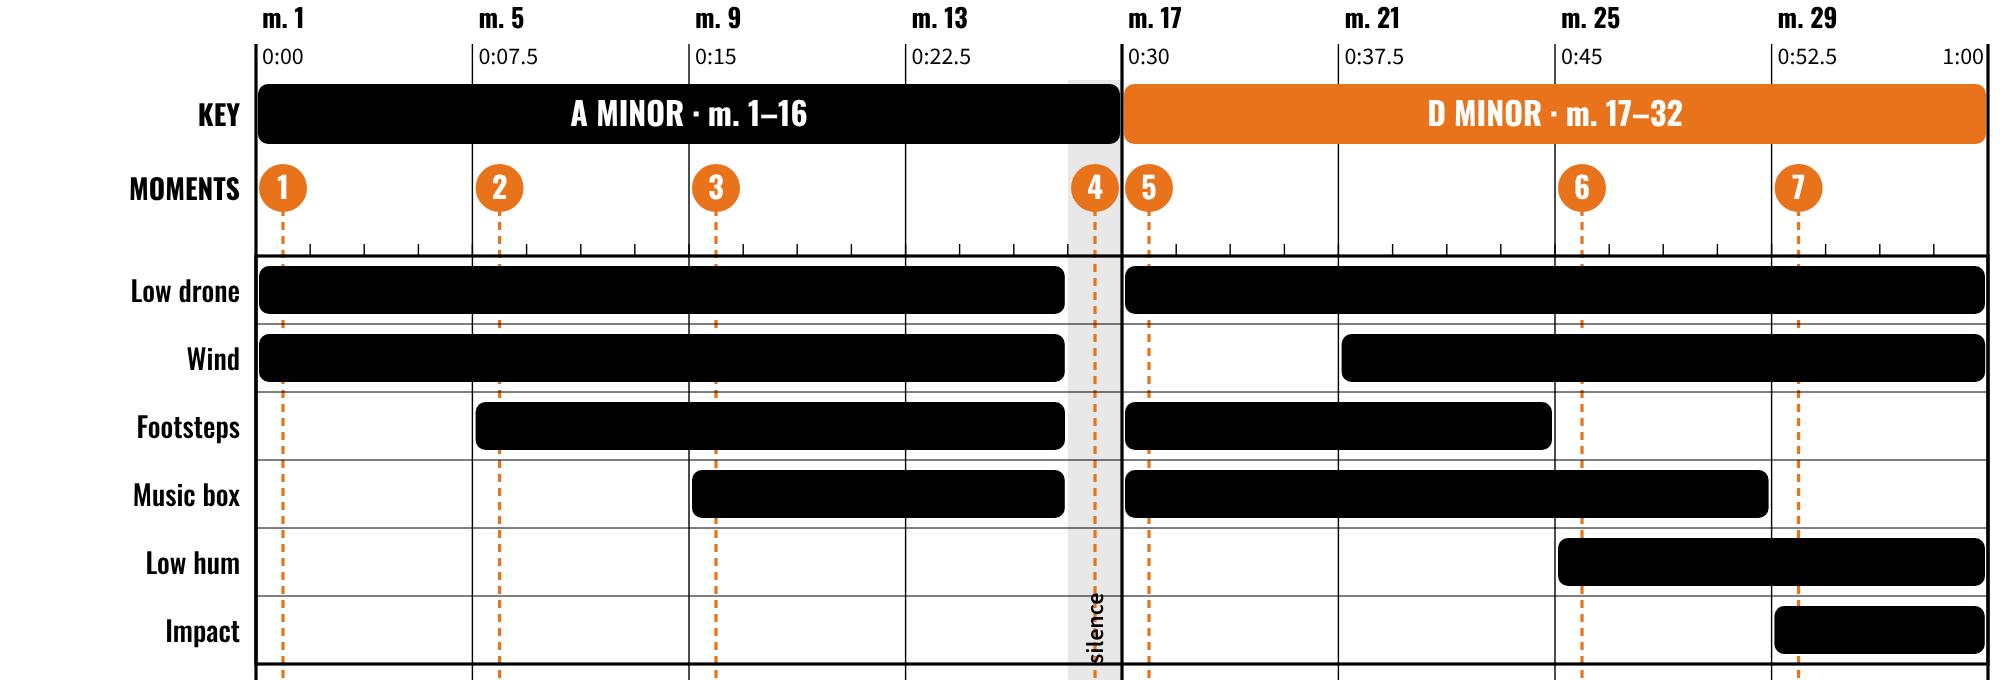 m. 1 m. 5 m. 9 m. 13 m. 17 m. 21 m. 25 m. 29
0:00 0:07.5 0:15 0:22.5 0:30 0:37.5 0:45 0:52.5 1:00
KEY A MINOR · m. 1–16 D MINOR · m. 17–32
MOMENTS 1 2 3 4 5 6 7
Low drone
Wind
Footsteps
Music box
Low hum
Impact
silence